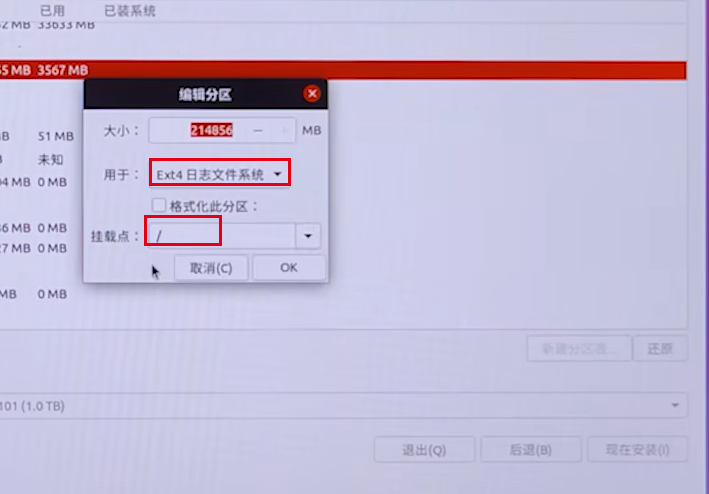 已用 已装系统
MB 33633 MB
MB 3567 MB
编辑分区
大小： 214856 MB
MB 51 MB
未知
用于： Ext4 日志文件系统
MB 0 MB
格式化此分区：
MB 0 MB
挂载点： /
27 MB 0 MB
取消(C) OK
MB 0 MB
新建分区表... 还原
101 (1.0 TB)
退出(Q) 后退(B) 现在安装(I)